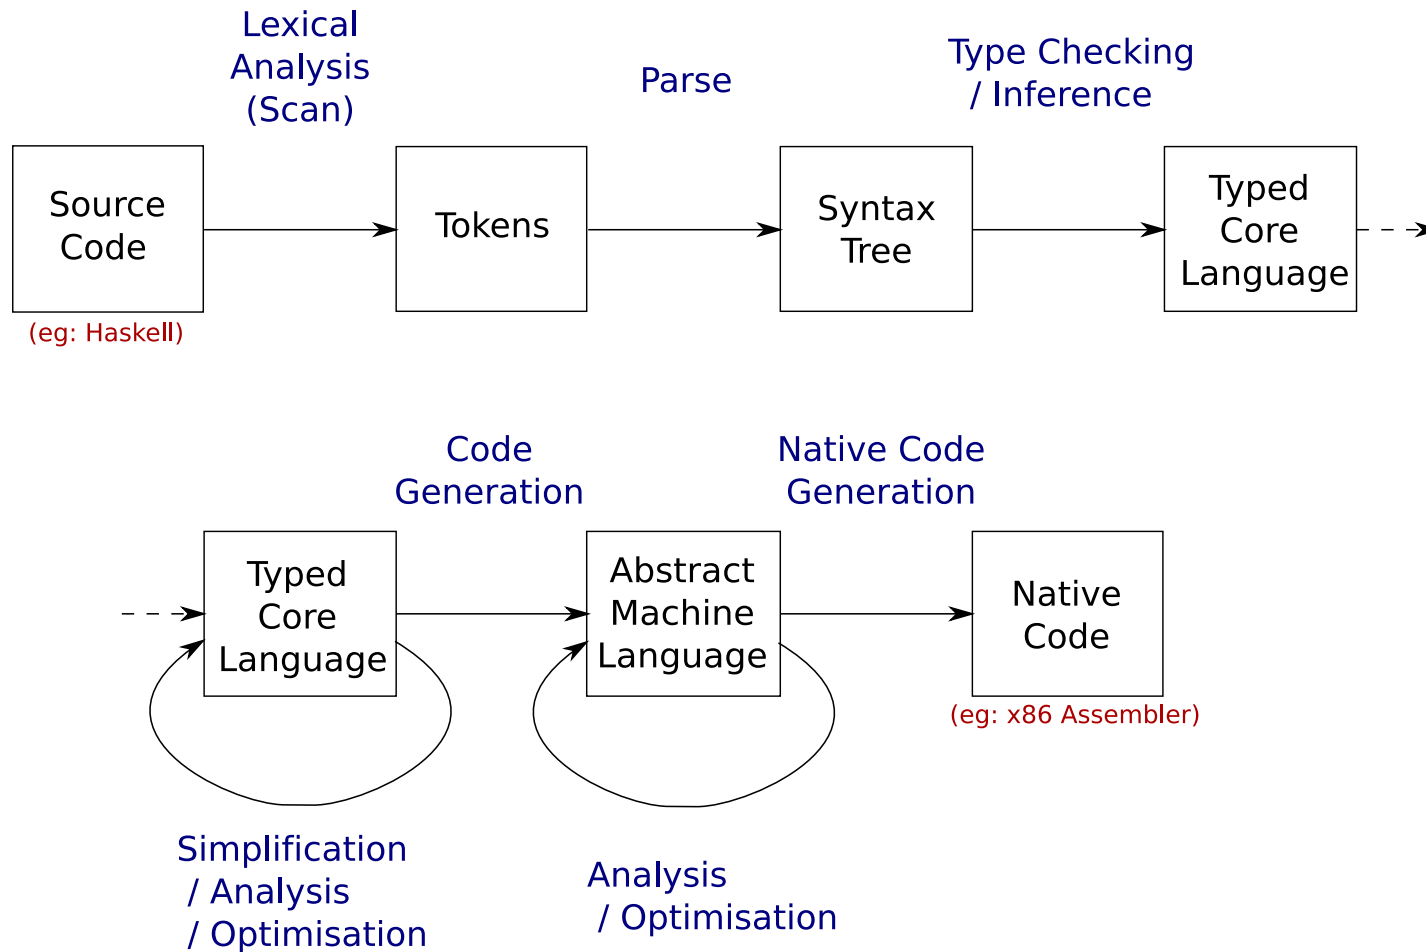 Lexical
Analysis
(Scan)
Parse
Type Checking
/ Inference
Source
Code
Tokens
Syntax
Tree
Typed
Core
Language
(eg: Haskell)
Code
Generation
Native Code
Generation
Typed
Core
Language
Abstract
Machine
Language
Native
Code
(eg: x86 Assembler)
Simplification
/ Analysis
/ Optimisation
Analysis
/ Optimisation